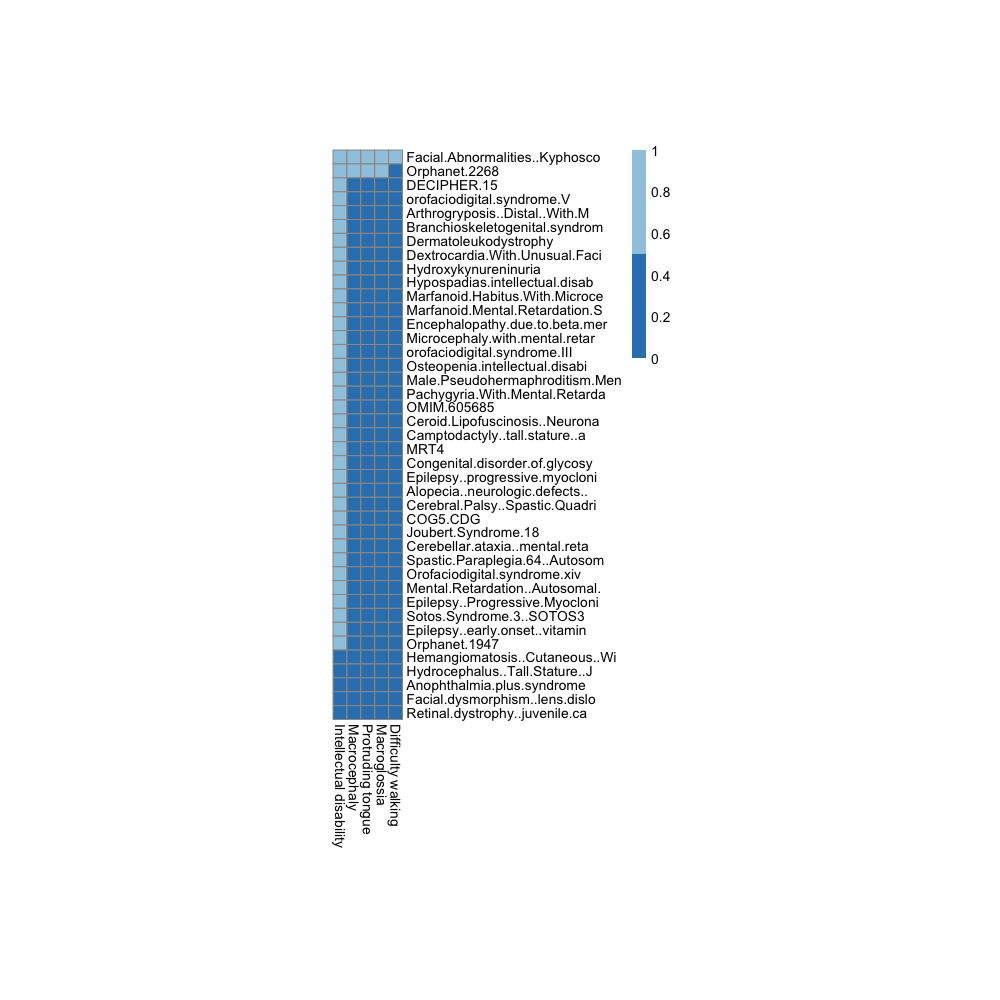 Facial.Abnormalities..Kyphosco
Orphanet.2268
DECIPHER.15
orofaciodigital.syndrome.V
Arthrogryposis..Distal..With.M
Branchioskeletogenital.syndrom
Dermatoleukodystrophy
Dextrocardia.With.Unusual.Faci
Hydroxykynureninuria
Hypospadias.intellectual.disab
Marfanoid.Habitus.With.Microce
Marfanoid.Mental.Retardation.S
Encephalopathy.due.to.beta.mer
Microcephaly.with.mental.retar
orofaciodigital.syndrome.III
Osteopenia.intellectual.disabi
Male.Pseudohermaphroditism.Men
Pachygyria.With.Mental.Retarda
OMIM.605685
Ceroid.Lipofuscinosis..Neurona
Camptodactyly..tall.stature..a
MRT4
Congenital.disorder.of.glycosy
Epilepsy..progressive.myocloni
Alopecia..neurologic.defects..
Cerebral.Palsy..Spastic.Quadri
COG5.CDG
Joubert.Syndrome.18
Cerebellar.ataxia..mental.reta
Spastic.Paraplegia.64..Autosom
Orofaciodigital.syndrome.xiv
Mental.Retardation..Autosomal.
Epilepsy..Progressive.Myocloni
Sotos.Syndrome.3..SOTOS3
Epilepsy..early.onset..vitamin
Orphanet.1947
Hemangiomatosis..Cutaneous..Wi
Hydrocephalus..Tall.Stature..J
Anophthalmia.plus.syndrome
Facial.dysmorphism..lens.dislo
Retinal.dystrophy..juvenile.ca
1
0.8
0.6
0.4
0.2
0
Intellectual disability
Macrocephaly
Protruding tongue
Macroglossia
Difficulty walking